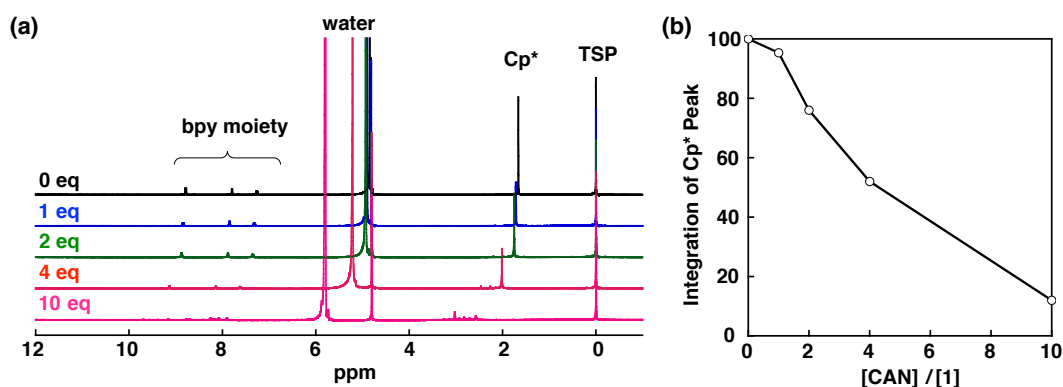 (a)
water
Cp*
TSP
bpy moiety
0 eq
1 eq
2 eq
4 eq
10 eq
12 10 8 6 4 2 0
ppm
(b)
Integration of Cp* Peak
100
80
60
40
20
0
0 2 4 6 8 10
[CAN] / [1]